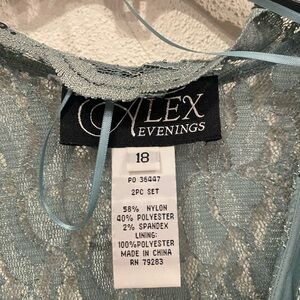 ALEX
EVENINGS
18
PO 36447
2PC SET
58% NYLON
40% POLYESTER
2% SPANDEX
LINING:
100%POLYESTER
MADE IN CHINA
RN 79283